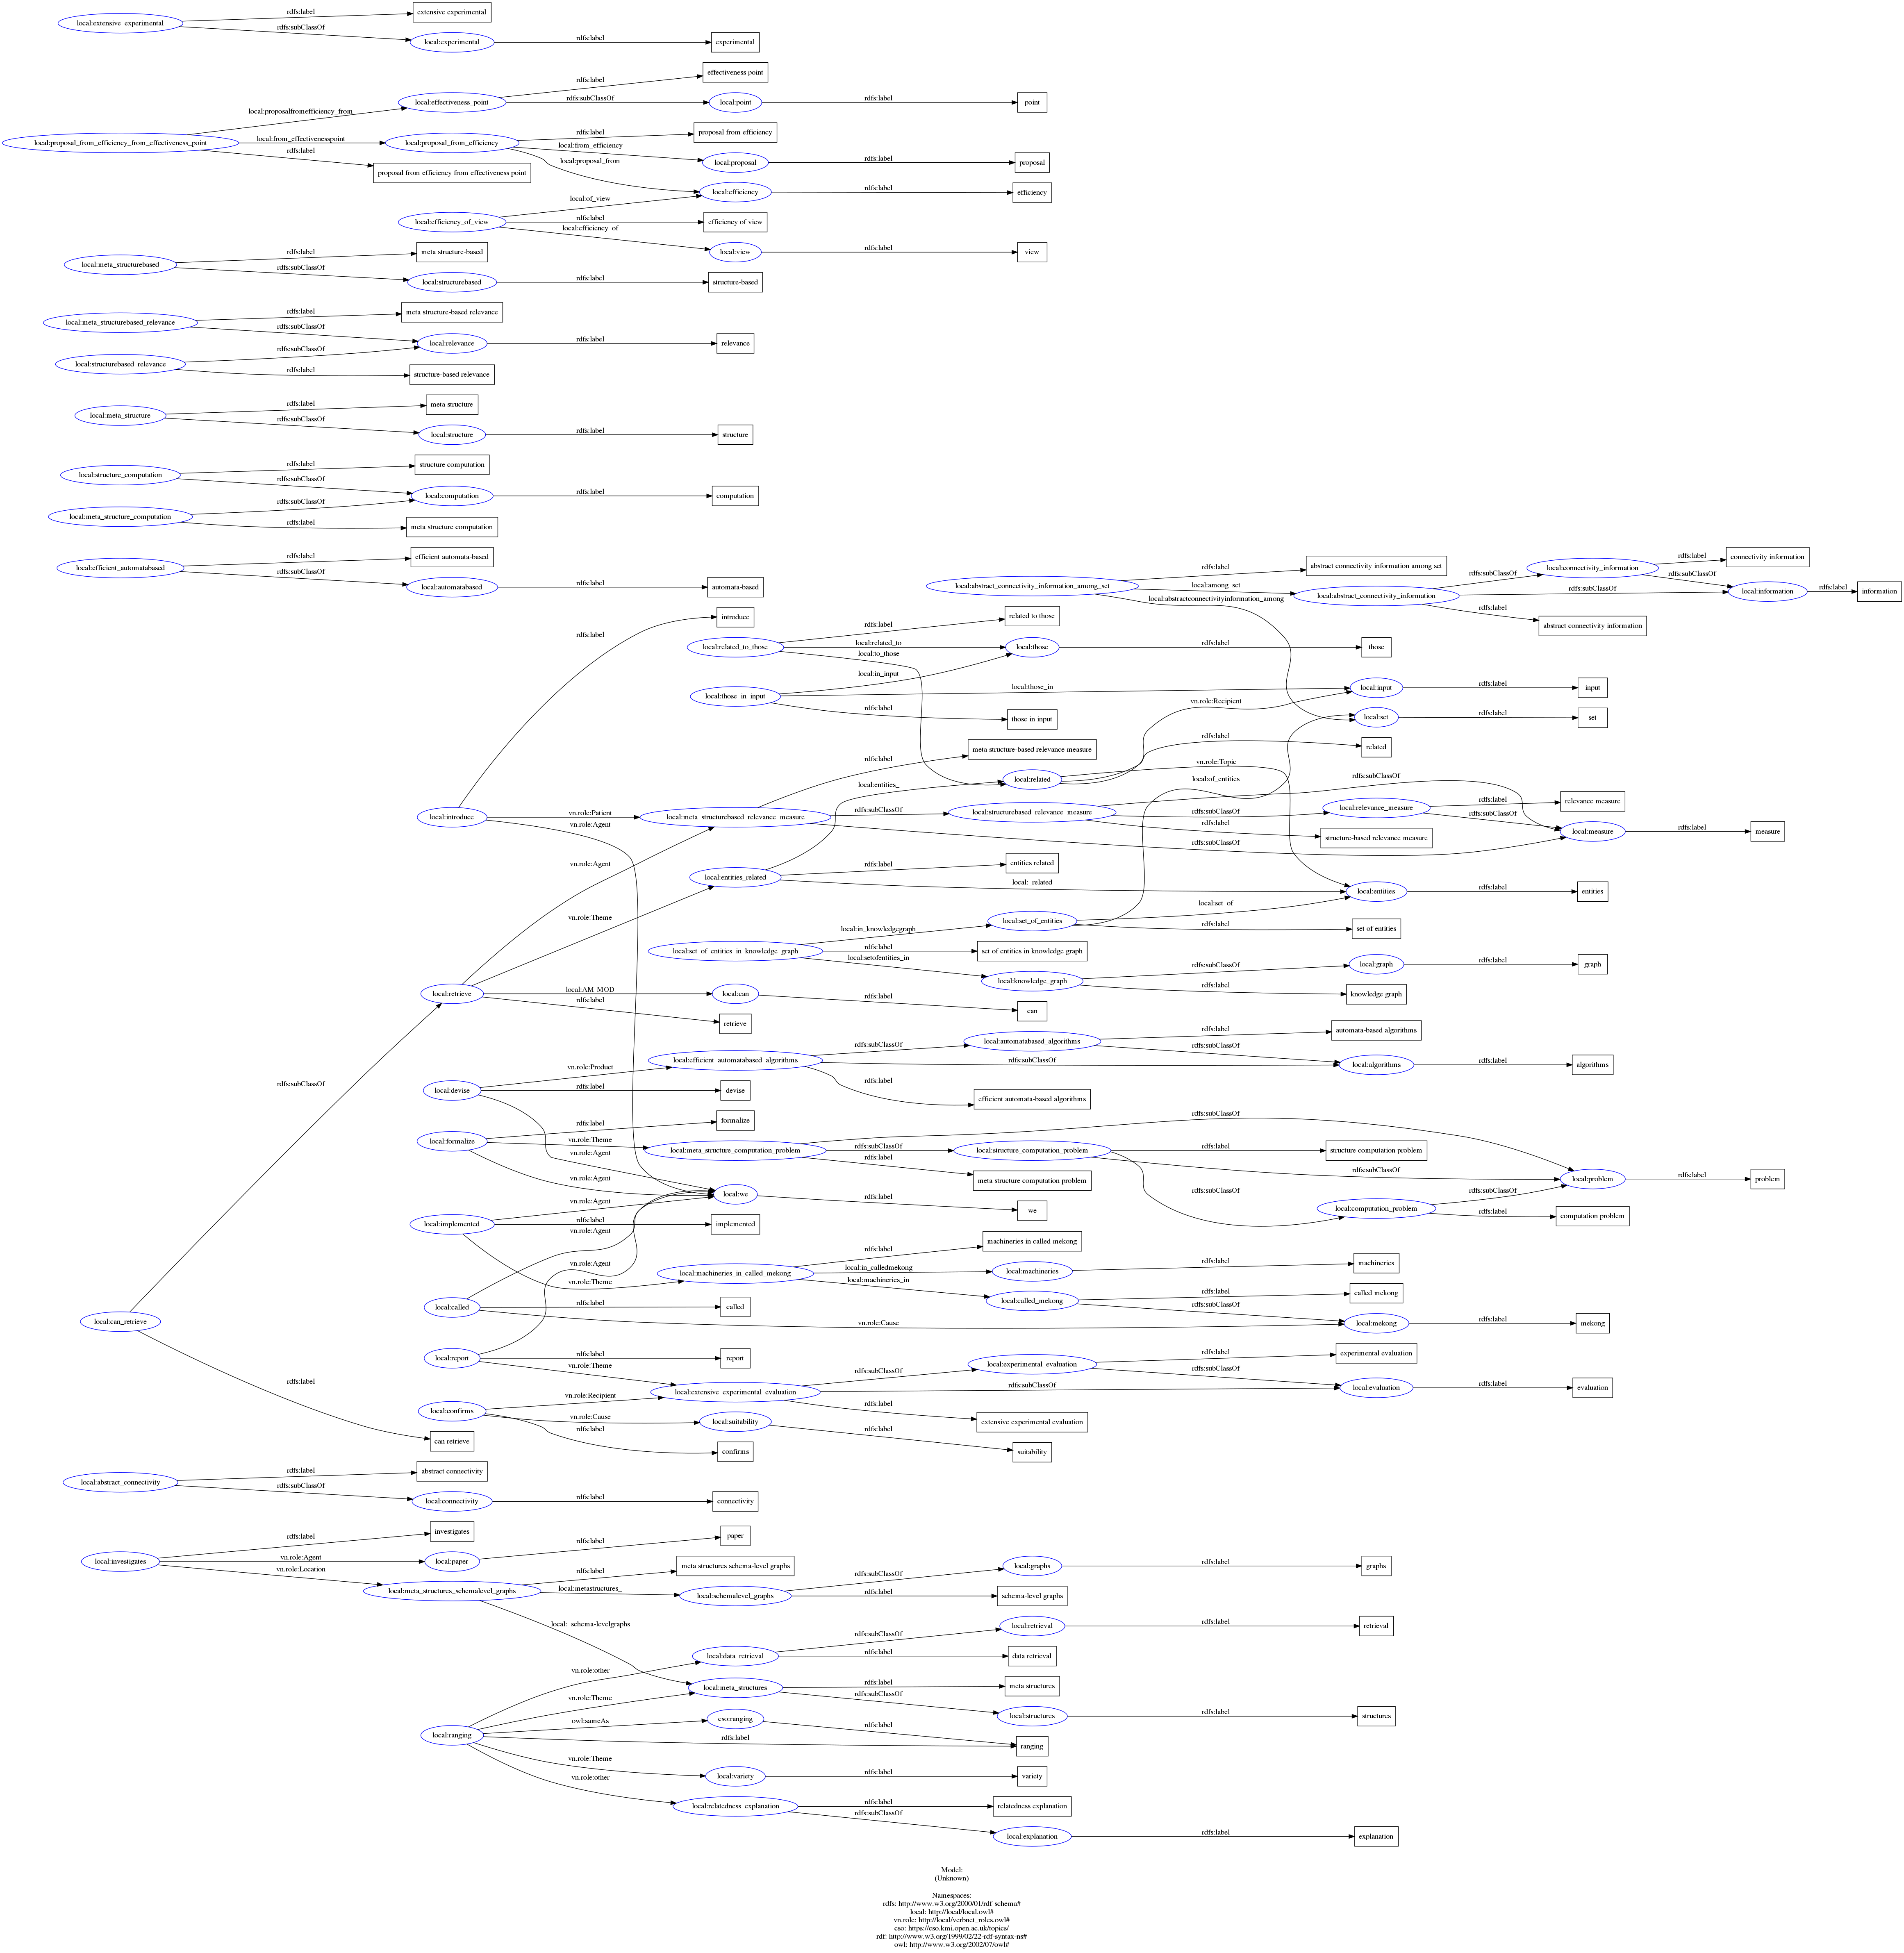 rdfs:label
extensive experimental
local:extensive_experimental
rdfs:subClassOf
local:experimental
rdfs:label
experimental
rdfs:label
effectiveness point
local:effectiveness_point
rdfs:subClassOf
local:point
rdfs:label
point
local:proposalfromefficiency_from
local:proposal_from_efficiency_from_effectiveness_point
local:from_effectivenesspoint
local:proposal_from_efficiency
rdfs:label
proposal from efficiency
rdfs:label
local:from_efficiency
local:proposal
rdfs:label
proposal
proposal from efficiency from effectiveness point
local:proposal_from
local:efficiency
rdfs:label
efficiency
local:of_view
local:efficiency_of_view
rdfs:label
efficiency of view
local:efficiency_of
local:view
rdfs:label
view
rdfs:label
meta structure-based
local:meta_structurebased
rdfs:subClassOf
local:structurebased
rdfs:label
structure-based
rdfs:label
meta structure-based relevance
local:meta_structurebased_relevance
rdfs:subClassOf
local:relevance
rdfs:label
relevance
rdfs:subClassOf
local:structurebased_relevance
rdfs:label
structure-based relevance
rdfs:label
meta structure
local:meta_structure
rdfs:subClassOf
local:structure
rdfs:label
structure
rdfs:label
structure computation
local:structure_computation
rdfs:subClassOf
local:computation
rdfs:label
computation
rdfs:subClassOf
local:meta_structure_computation
rdfs:label
meta structure computation
rdfs:label
efficient automata-based
local:efficient_automatabased
rdfs:subClassOf
local:automatabased
rdfs:label
automata-based
local:abstract_connectivity_information_among_set
rdfs:label
abstract connectivity information among set
local:among_set
local:abstract_connectivity_information
local:abstractconnectivityinformation_among
rdfs:subClassOf
local:connectivity_information
rdfs:label
connectivity information
rdfs:subClassOf
rdfs:subClassOf
local:information
rdfs:label
information
rdfs:label
abstract connectivity information
rdfs:label
introduce
local:related_to_those
rdfs:label
related to those
local:related_to
local:those
rdfs:label
those
local:to_those
local:in_input
local:those_in_input
local:those_in
local:input
rdfs:label
input
rdfs:label
those in input
vn.role:Recipient
local:set
rdfs:label
set
rdfs:label
related
rdfs:label
meta structure-based relevance measure
local:entities_
local:related
vn.role:Topic
local:of_entities
local:introduce
vn.role:Patient
vn.role:Agent
local:meta_structurebased_relevance_measure
rdfs:subClassOf
local:structurebased_relevance_measure
rdfs:subClassOf
rdfs:subClassOf
local:relevance_measure
rdfs:label
relevance measure
rdfs:subClassOf
rdfs:label
structure-based relevance measure
rdfs:subClassOf
local:measure
rdfs:label
measure
vn.role:Agent
local:entities_related
rdfs:label
entities related
local:_related
local:entities
rdfs:label
entities
vn.role:Theme
local:set_of_entities
local:set_of
rdfs:label
set of entities
local:set_of_entities_in_knowledge_graph
local:in_knowledgegraph
rdfs:label
set of entities in knowledge graph
local:setofentities_in
local:knowledge_graph
rdfs:subClassOf
local:graph
rdfs:label
graph
rdfs:label
knowledge graph
local:retrieve
local:AM-MOD
local:can
rdfs:label
can
rdfs:label
retrieve
rdfs:subClassOf
local:efficient_automatabased_algorithms
rdfs:subClassOf
local:automatabased_algorithms
rdfs:label
automata-based algorithms
rdfs:subClassOf
rdfs:subClassOf
local:algorithms
rdfs:label
algorithms
rdfs:label
efficient automata-based algorithms
local:devise
vn.role:Product
rdfs:label
devise
vn.role:Agent
local:formalize
rdfs:label
formalize
vn.role:Theme
vn.role:Agent
local:meta_structure_computation_problem
rdfs:subClassOf
rdfs:subClassOf
local:structure_computation_problem
rdfs:label
structure computation problem
rdfs:subClassOf
rdfs:label
meta structure computation problem
rdfs:subClassOf
local:computation_problem
rdfs:subClassOf
rdfs:label
computation problem
local:problem
rdfs:label
problem
local:we
rdfs:label
we
local:implemented
vn.role:Agent
rdfs:label
implemented
vn.role:Theme
vn.role:Agent
local:machineries_in_called_mekong
rdfs:label
machineries in called mekong
local:in_calledmekong
local:machineries
rdfs:label
machineries
local:machineries_in
local:called_mekong
rdfs:label
called mekong
rdfs:subClassOf
local:called
vn.role:Agent
rdfs:label
called
vn.role:Cause
local:mekong
rdfs:label
mekong
local:can_retrieve
rdfs:label
can retrieve
local:report
rdfs:label
report
vn.role:Theme
local:extensive_experimental_evaluation
rdfs:subClassOf
local:experimental_evaluation
rdfs:label
experimental evaluation
rdfs:subClassOf
rdfs:subClassOf
local:evaluation
rdfs:label
evaluation
rdfs:label
extensive experimental evaluation
local:confirms
vn.role:Recipient
vn.role:Cause
local:suitability
rdfs:label
suitability
rdfs:label
confirms
rdfs:label
abstract connectivity
local:abstract_connectivity
rdfs:subClassOf
local:connectivity
rdfs:label
connectivity
local:investigates
rdfs:label
investigates
vn.role:Agent
local:paper
rdfs:label
paper
vn.role:Location
local:meta_structures_schemalevel_graphs
rdfs:label
meta structures schema-level graphs
local:metastructures_
local:schemalevel_graphs
rdfs:subClassOf
local:graphs
rdfs:label
graphs
rdfs:label
schema-level graphs
local:_schema-levelgraphs
local:data_retrieval
rdfs:subClassOf
local:retrieval
rdfs:label
retrieval
rdfs:label
data retrieval
vn.role:other
local:meta_structures
rdfs:label
meta structures
rdfs:subClassOf
local:structures
rdfs:label
structures
vn.role:Theme
local:ranging
owl:sameAs
cso:ranging
rdfs:label
rdfs:label
ranging
vn.role:Theme
local:variety
rdfs:label
variety
vn.role:other
local:relatedness_explanation
rdfs:label
relatedness explanation
rdfs:subClassOf
local:explanation
rdfs:label
explanation
Model:
(Unknown)
Namespaces:
rdfs: http://www.w3.org/2000/01/rdf-schema#
local: http://local/local.owl#
vn.role: http://local/verbnet_roles.owl#
cso: https://cso.kmi.open.ac.uk/topics/
rdf: http://www.w3.org/1999/02/22-rdf-syntax-ns#
owl: http://www.w3.org/2002/07/owl#